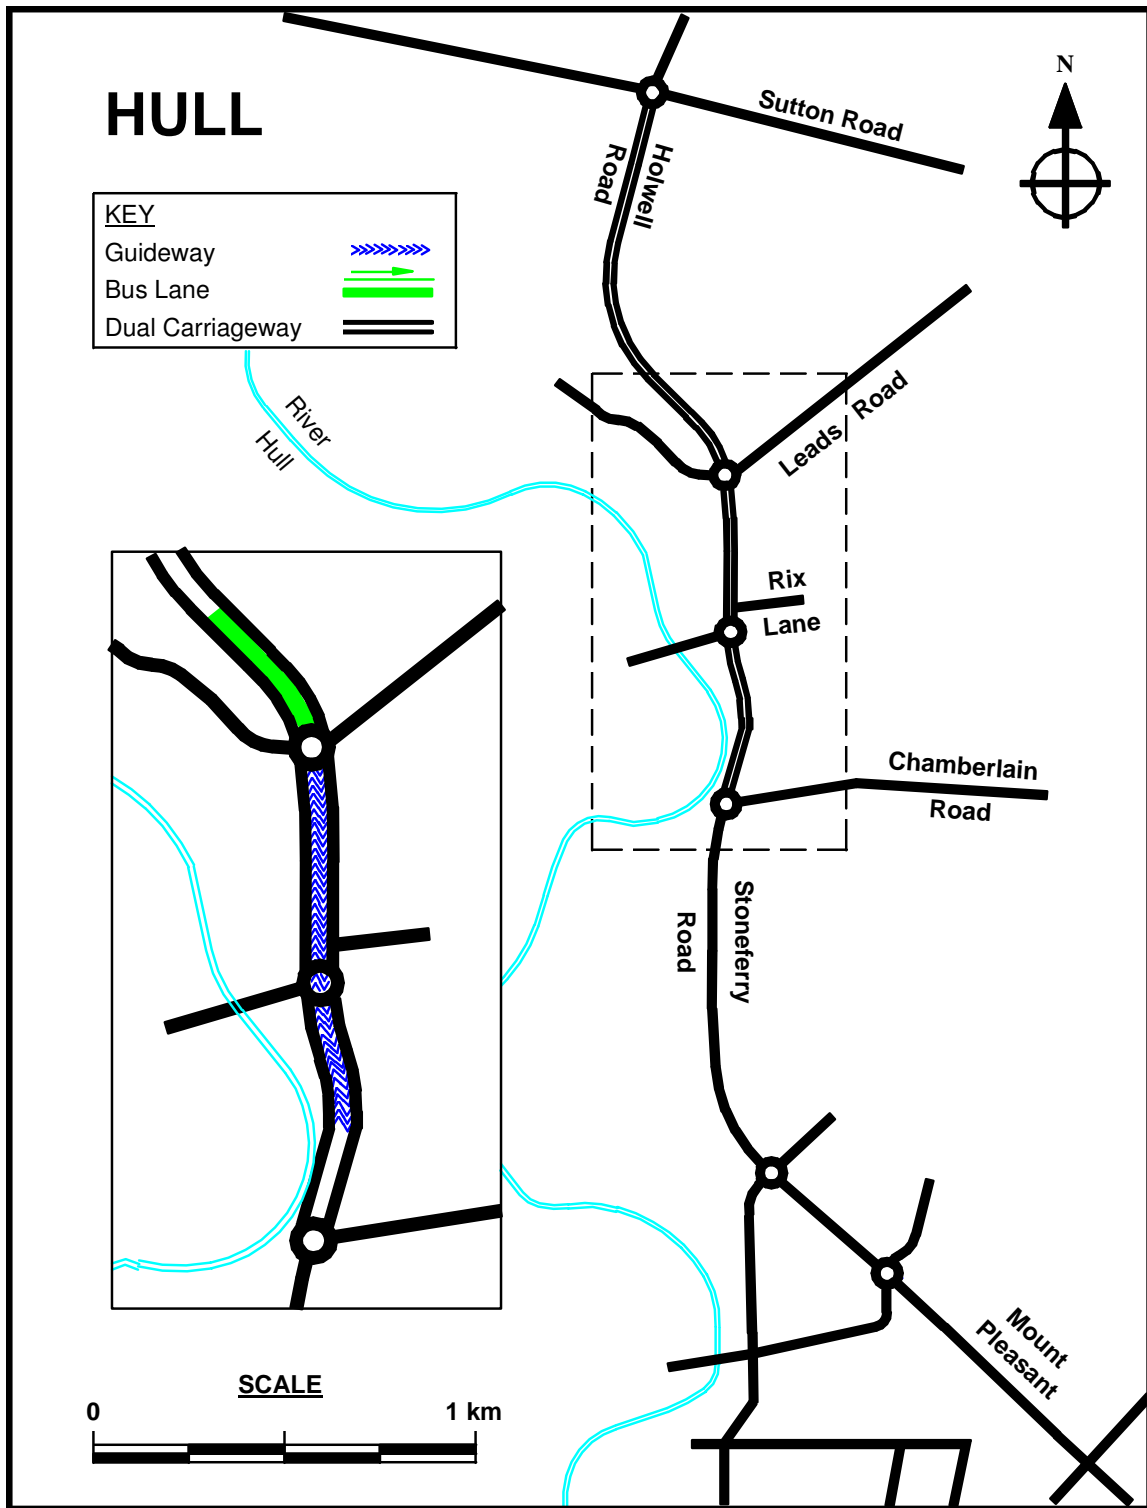 HULL
N
Sutton Road
Holwell
Road
KEY
Guideway
Bus Lane
Dual Carriageway
River
Hull
Leads Road
Rix
Lane
Chamberlain
Road
Stoneferry
Road
Mount
Pleasant
SCALE
0 1 km